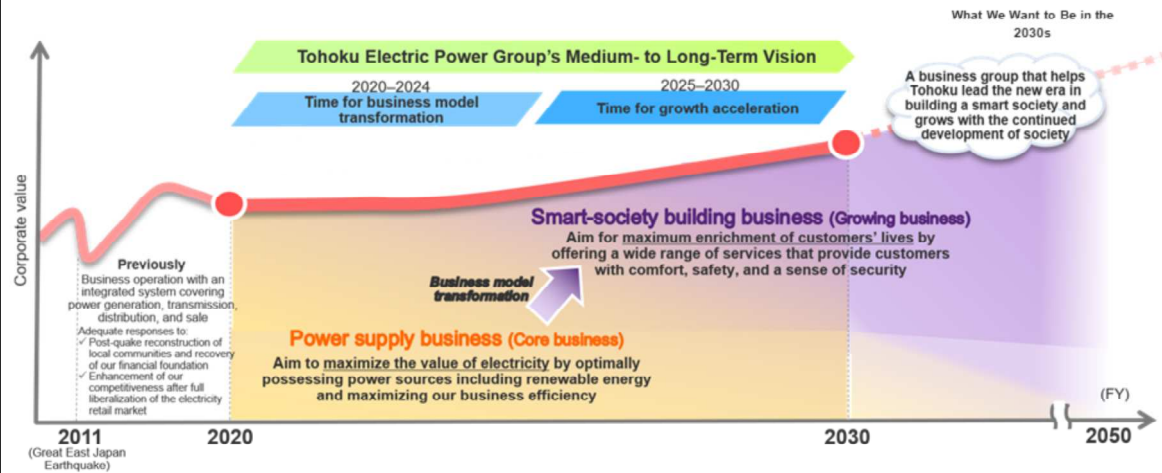 What We Want to Be in the
2030s
Tohoku Electric Power Group's Medium- to Long-Term Vision
2020–2024
Time for business model
transformation
2025–2030
Time for growth acceleration
A business group that helps
Tohoku lead the new era in
building a smart society and
grows with the continued
development of society
Corporate value
Smart-society building business (Growing business)
Aim for maximum enrichment of customers' lives by
offering a wide range of services that provide customers
with comfort, safety, and a sense of security
Business model
transformation
Previously
Business operation with an
integrated system covering
power generation, transmission,
distribution, and sale
Adequate responses to:
✓ Post-quake reconstruction of
local communities and recovery
of our financial foundation
✓ Enhancement of our
competitiveness after full
liberalization of the electricity
retail market
Power supply business (Core business)
Aim to maximize the value of electricity by optimally
possessing power sources including renewable energy
and maximizing our business efficiency
(FY)
2011
(Great East Japan
Earthquake)
2020
2030
2050